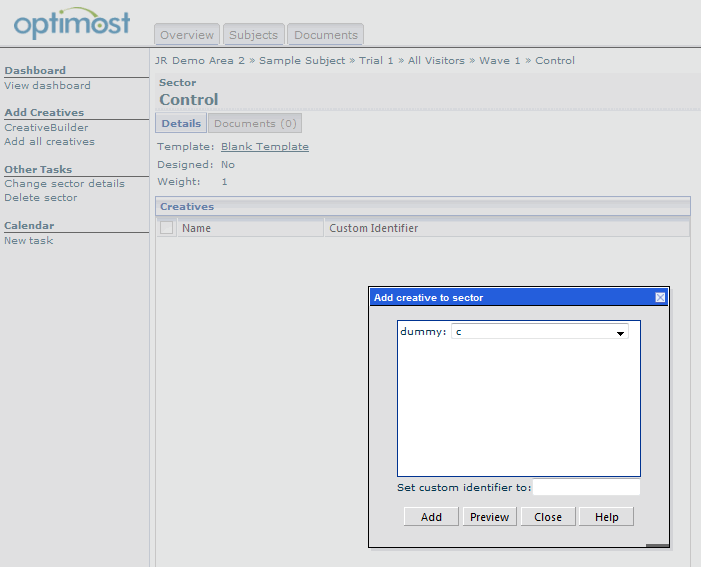 optimost
Overview Subjects Documents
JR Demo Area 2 » Sample Subject » Trial 1 » All Visitors » Wave 1 » Control
Dashboard
View dashboard
Add Creatives
CreativeBuilder
Add all creatives
Other Tasks
Change sector details
Delete sector
Calendar
New task
Sector
Control
Details Documents (0)
Template: Blank Template
Designed: No
Weight: 1
Creatives
Name Custom Identifier
Add creative to sector
dummy: c
Set custom identifier to:
Add Preview Close Help